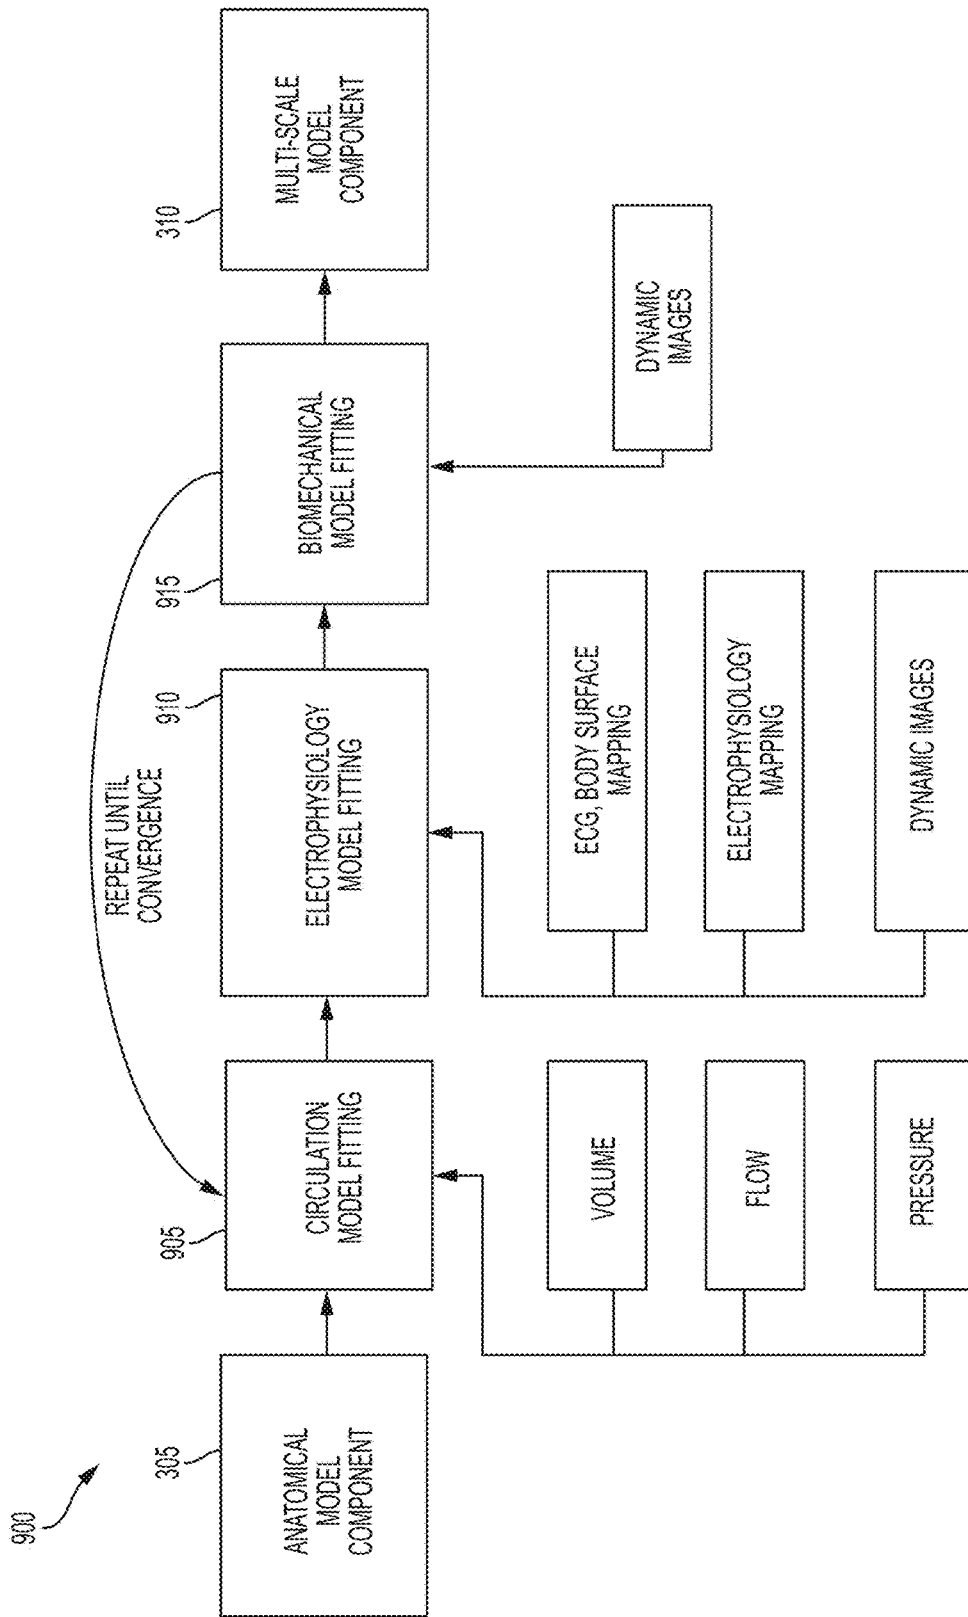 900
305
ANATOMICAL
MODEL
COMPONENT
905
CIRCULATION
MODEL FITTING
VOLUME
FLOW
PRESSURE
REPEAT UNTIL
CONVERGENCE
910
ELECTROPHYSIOLOGY
MODEL FITTING
ECG, BODY SURFACE
MAPPING
ELECTROPHYSIOLOGY
MAPPING
DYNAMIC IMAGES
915
BIOMECHANICAL
MODEL FITTING
DYNAMIC
IMAGES
310
MULTI-SCALE
MODEL
COMPONENT